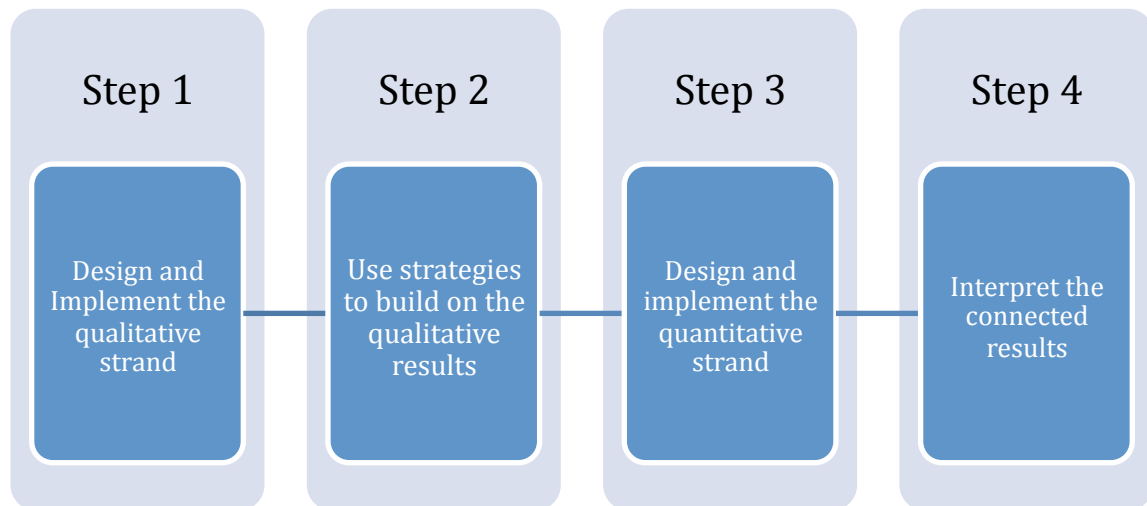 Step 1
Design and
Implement the
qualitative
strand
Step 2
Use strategies
to build on the
qualitative
results
Step 3
Design and
implement the
quantitative
strand
Step 4
Interpret the
connected
results